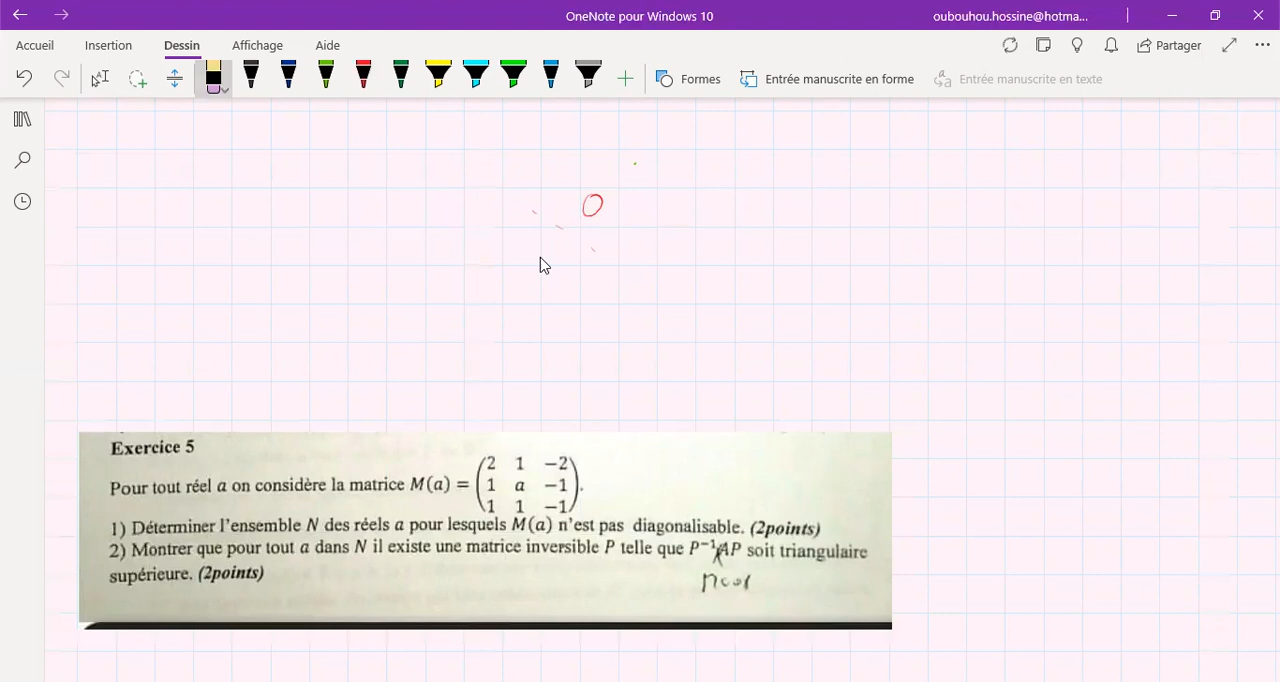 OneNote pour Windows 10
oubouhou.hossine@hotma...
Accueil Insertion Dessin Affichage Aide Partager
Formes Entrée manuscrite en forme Entrée manuscrite en texte
Exercice 5
Pour tout réel a on considère la matrice M(a) = (2 1 −2
1 a −1
1 1 −1).
1) Déterminer l'ensemble N des réels a pour lesquels M(a) n'est pas diagonalisable. (2points)
2) Montrer que pour tout a dans N il existe une matrice inversible P telle que P⁻¹AP soit triangulaire
supérieure. (2points)